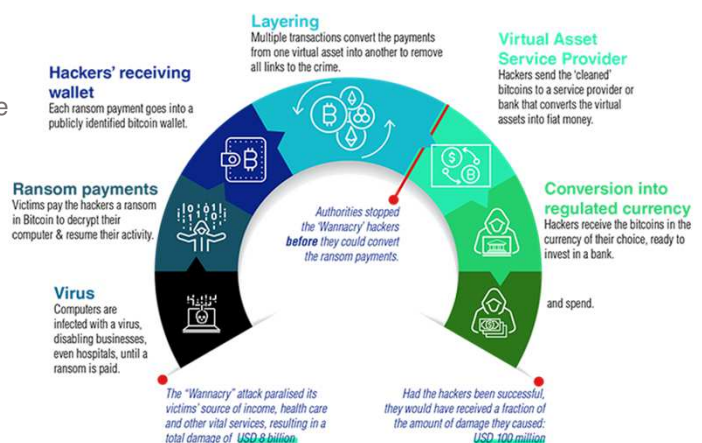 Layering
Multiple transactions convert the payments
from one virtual asset into another to remove
all links to the crime.
Virtual Asset
Service Provider
Hackers send the 'cleaned'
bitcoins to a service provider or
bank that converts the virtual
assets into fiat money.
Hackers' receiving
wallet
Each ransom payment goes into a
publicly identified bitcoin wallet.
Ransom payments
Victims pay the hackers a ransom
in Bitcoin to decrypt their
computer & resume their activity.
Authorities stopped
the 'Wannacry' hackers
before they could convert
the ransom payments.
Conversion into
regulated currency
Hackers receive the bitcoins in the
currency of their choice, ready to
invest in a bank.
Virus
Computers are
infected with a virus,
disabling businesses,
even hospitals, until a
ransom is paid.
and spend.
The "Wannacry" attack paralised its
victims' source of income, health care
and other vital services, resulting in a
total damage of USD 8 billion
Had the hackers been successful,
they would have received a fraction of
the amount of damage they caused:
USD 100 million